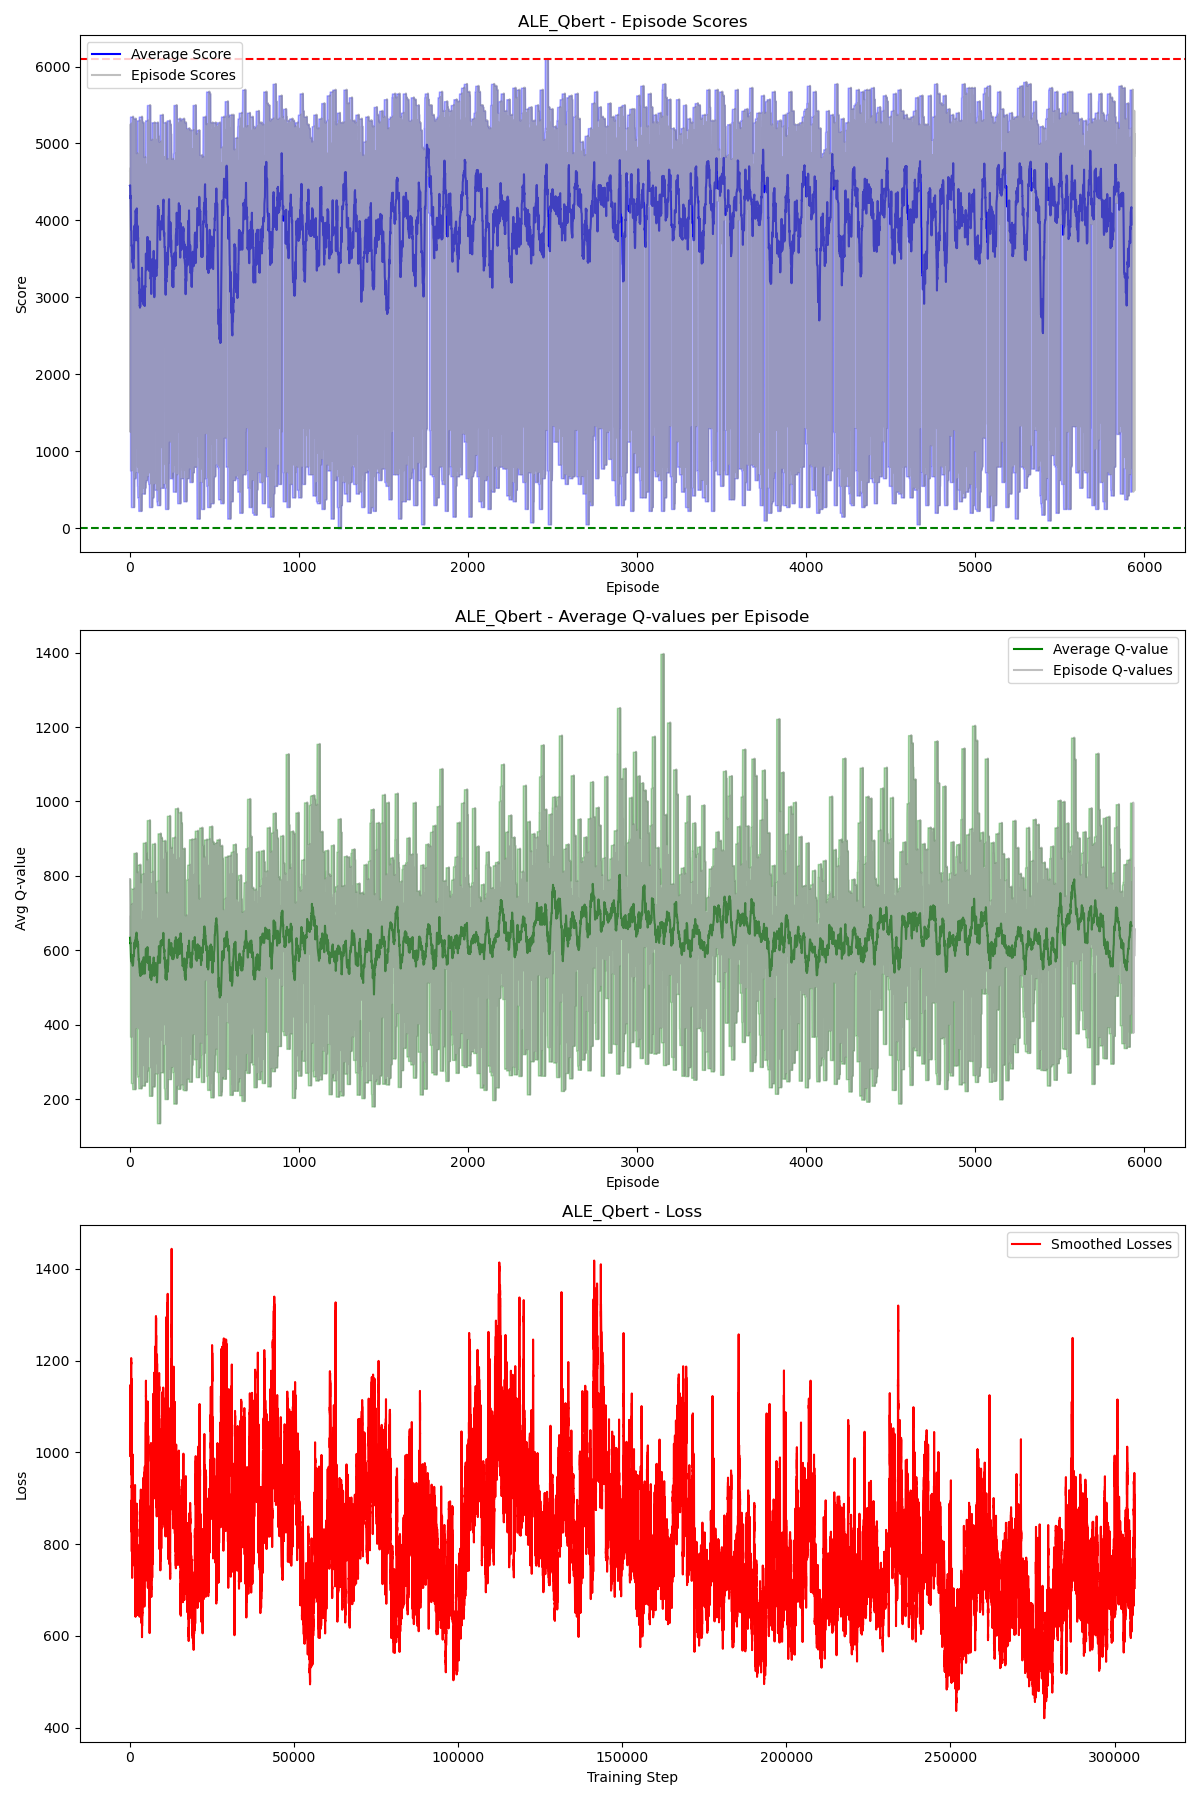 ALE_Qbert - Episode Scores
Average Score
Episode Scores
6000
5000
4000
3000
2000
1000
0
Score
0 1000 2000 3000 4000 5000 6000
Episode
ALE_Qbert - Average Q-values per Episode
Average Q-value
Episode Q-values
1400
1200
1000
800
600
400
200
Avg Q-value
0 1000 2000 3000 4000 5000 6000
Episode
ALE_Qbert - Loss
Smoothed Losses
1400
1200
1000
800
600
400
Loss
0 50000 100000 150000 200000 250000 300000
Training Step